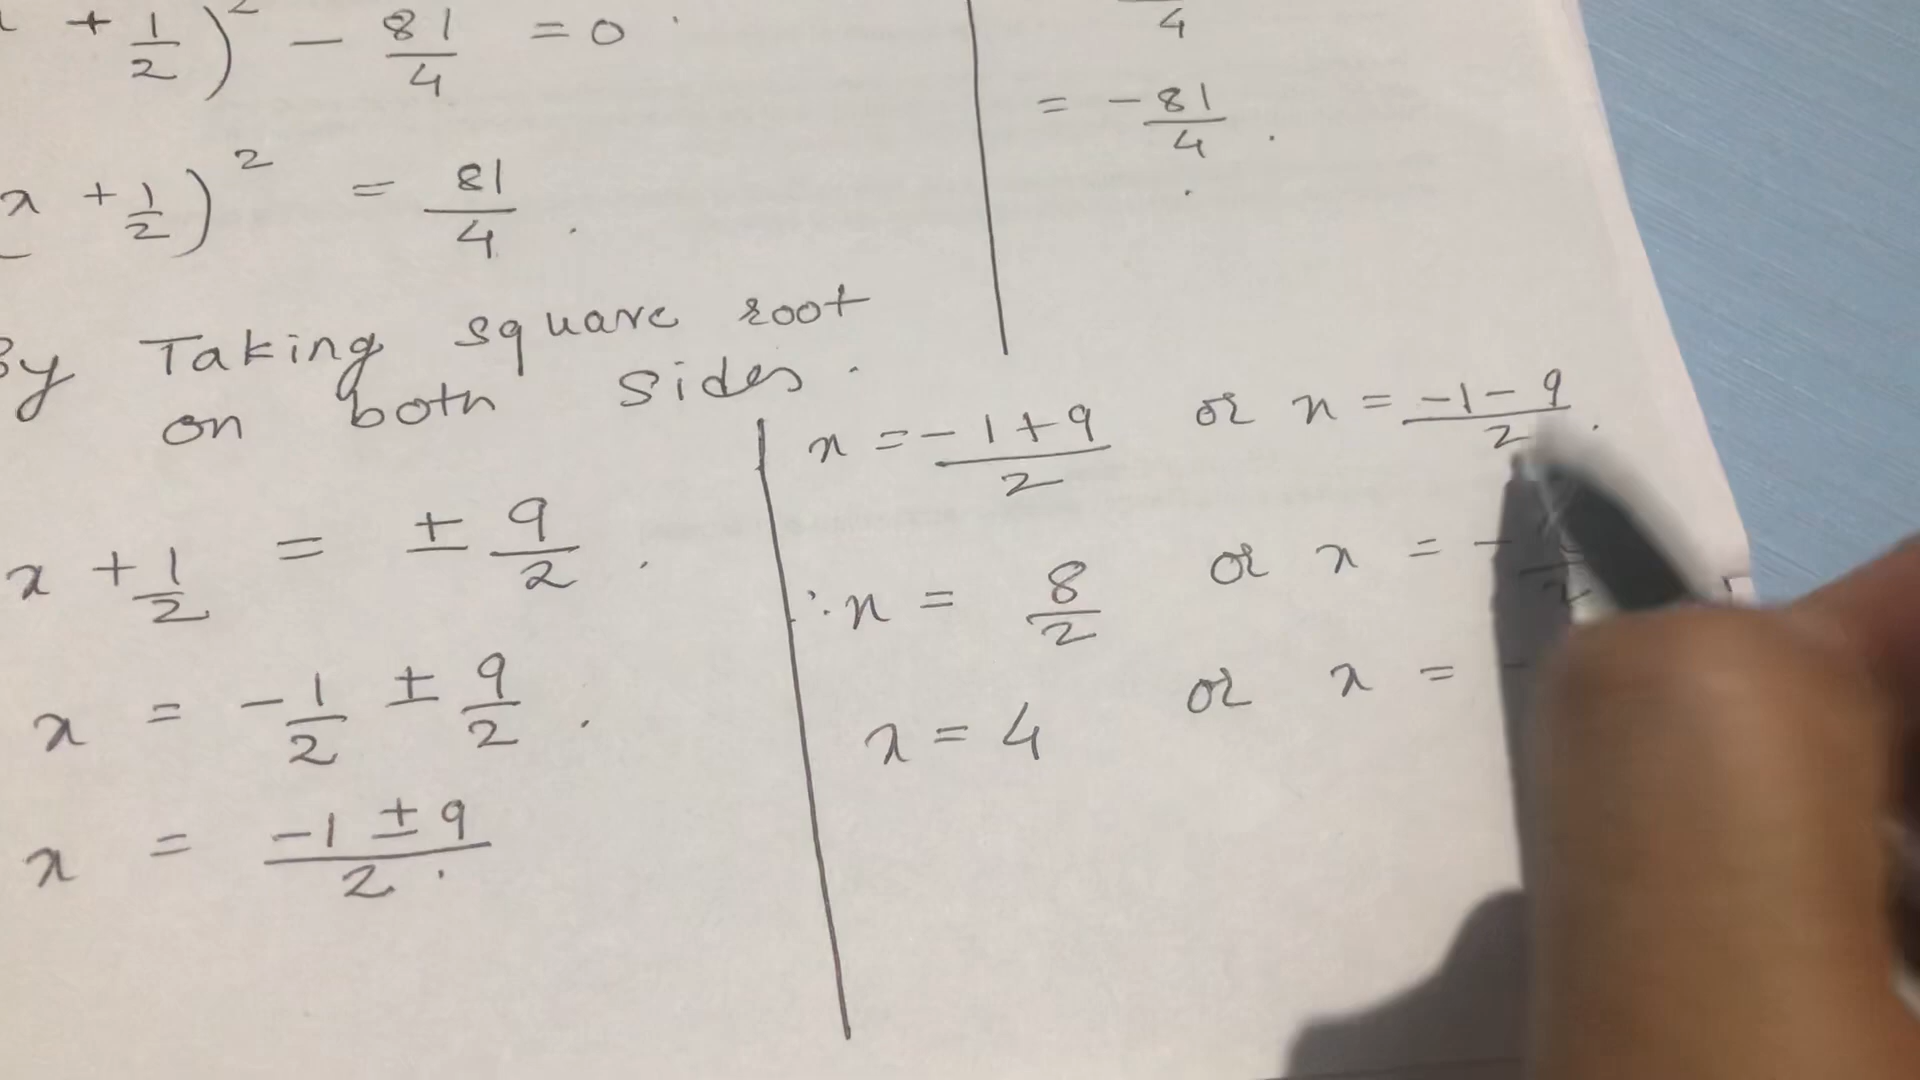 + 1/2)² - 81/4 = 0
x + 1/2)² = 81/4 .
By Taking square root
on both sides.
x + 1/2 = ± 9/2 .
x = -1/2 ± 9/2 .
x = -1 ± 9/2 .
4
= -81/4 .
x = -1+9/2 or x = -1-9/2 .
∴ x = 8/2 or x = -
x = 4 or x = -